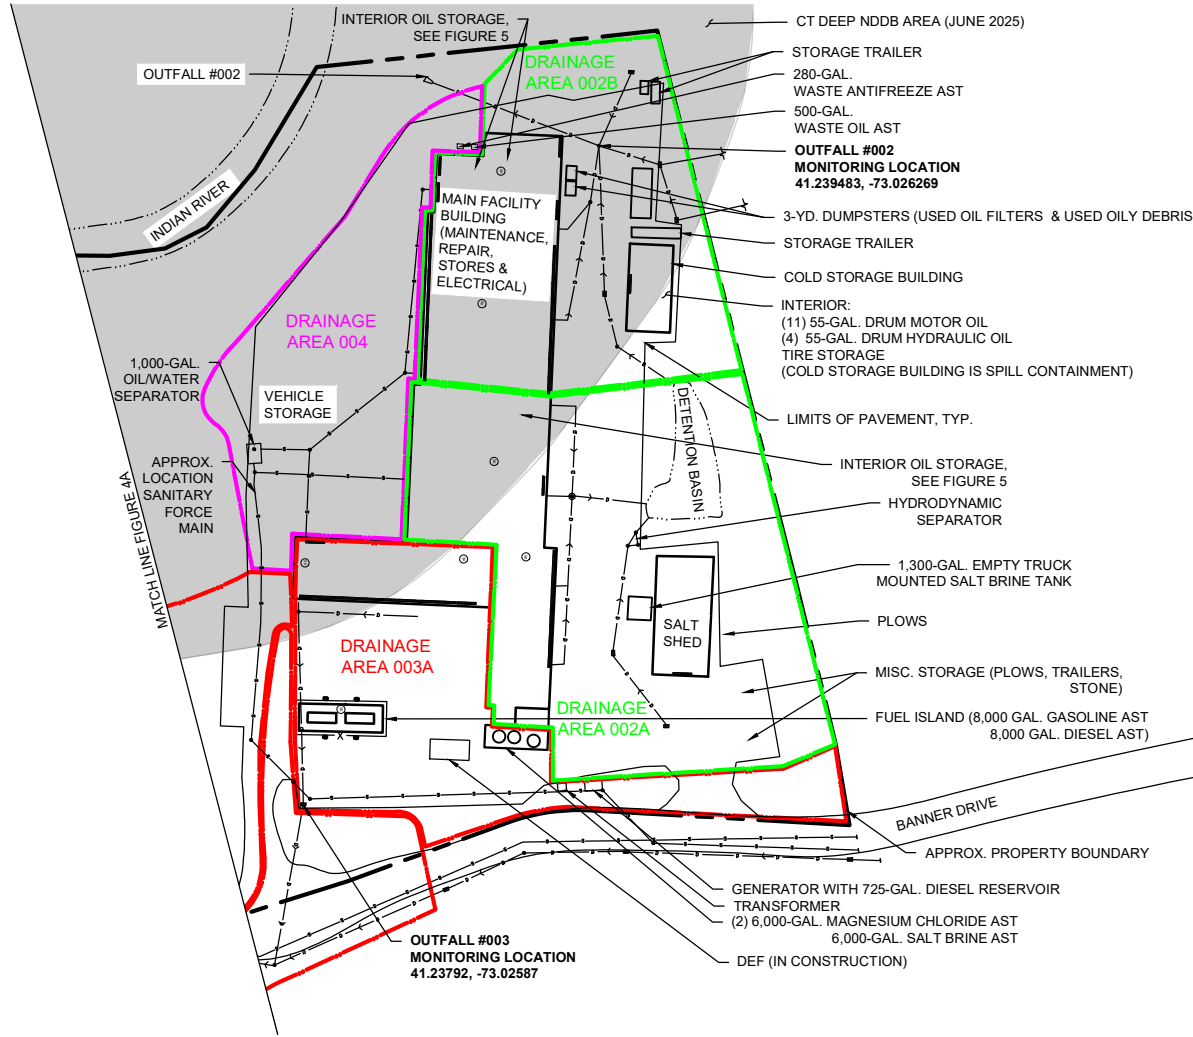 INTERIOR OIL STORAGE,
SEE FIGURE 5
CT DEEP NDDB AREA (JUNE 2025)
STORAGE TRAILER
OUTFALL #002
DRAINAGE
AREA 002B
280-GAL.
WASTE ANTIFREEZE AST
500-GAL.
WASTE OIL AST
OUTFALL #002
MONITORING LOCATION
41.239483, -73.026269
INDIAN RIVER
MAIN FACILITY
BUILDING
(MAINTENANCE,
REPAIR,
STORES &
ELECTRICAL)
3-YD. DUMPSTERS (USED OIL FILTERS & USED OILY DEBRIS
STORAGE TRAILER
COLD STORAGE BUILDING
INTERIOR:
(11) 55-GAL. DRUM MOTOR OIL
(4) 55-GAL. DRUM HYDRAULIC OIL
TIRE STORAGE
(COLD STORAGE BUILDING IS SPILL CONTAINMENT)
DRAINAGE
AREA 004
1,000-GAL.
OIL/WATER
SEPARATOR
VEHICLE
STORAGE
DETENTION BASIN
LIMITS OF PAVEMENT, TYP.
APPROX.
LOCATION
SANITARY
FORCE
MAIN
MATCH LINE FIGURE 4A
INTERIOR OIL STORAGE,
SEE FIGURE 5
HYDRODYNAMIC
SEPARATOR
1,300-GAL. EMPTY TRUCK
MOUNTED SALT BRINE TANK
SALT
SHED
PLOWS
DRAINAGE
AREA 003A
MISC. STORAGE (PLOWS, TRAILERS,
STONE)
DRAINAGE
AREA 002A
FUEL ISLAND (8,000 GAL. GASOLINE AST
8,000 GAL. DIESEL AST)
BANNER DRIVE
APPROX. PROPERTY BOUNDARY
GENERATOR WITH 725-GAL. DIESEL RESERVOIR
TRANSFORMER
(2) 6,000-GAL. MAGNESIUM CHLORIDE AST
6,000-GAL. SALT BRINE AST
DEF (IN CONSTRUCTION)
OUTFALL #003
MONITORING LOCATION
41.23792, -73.02587